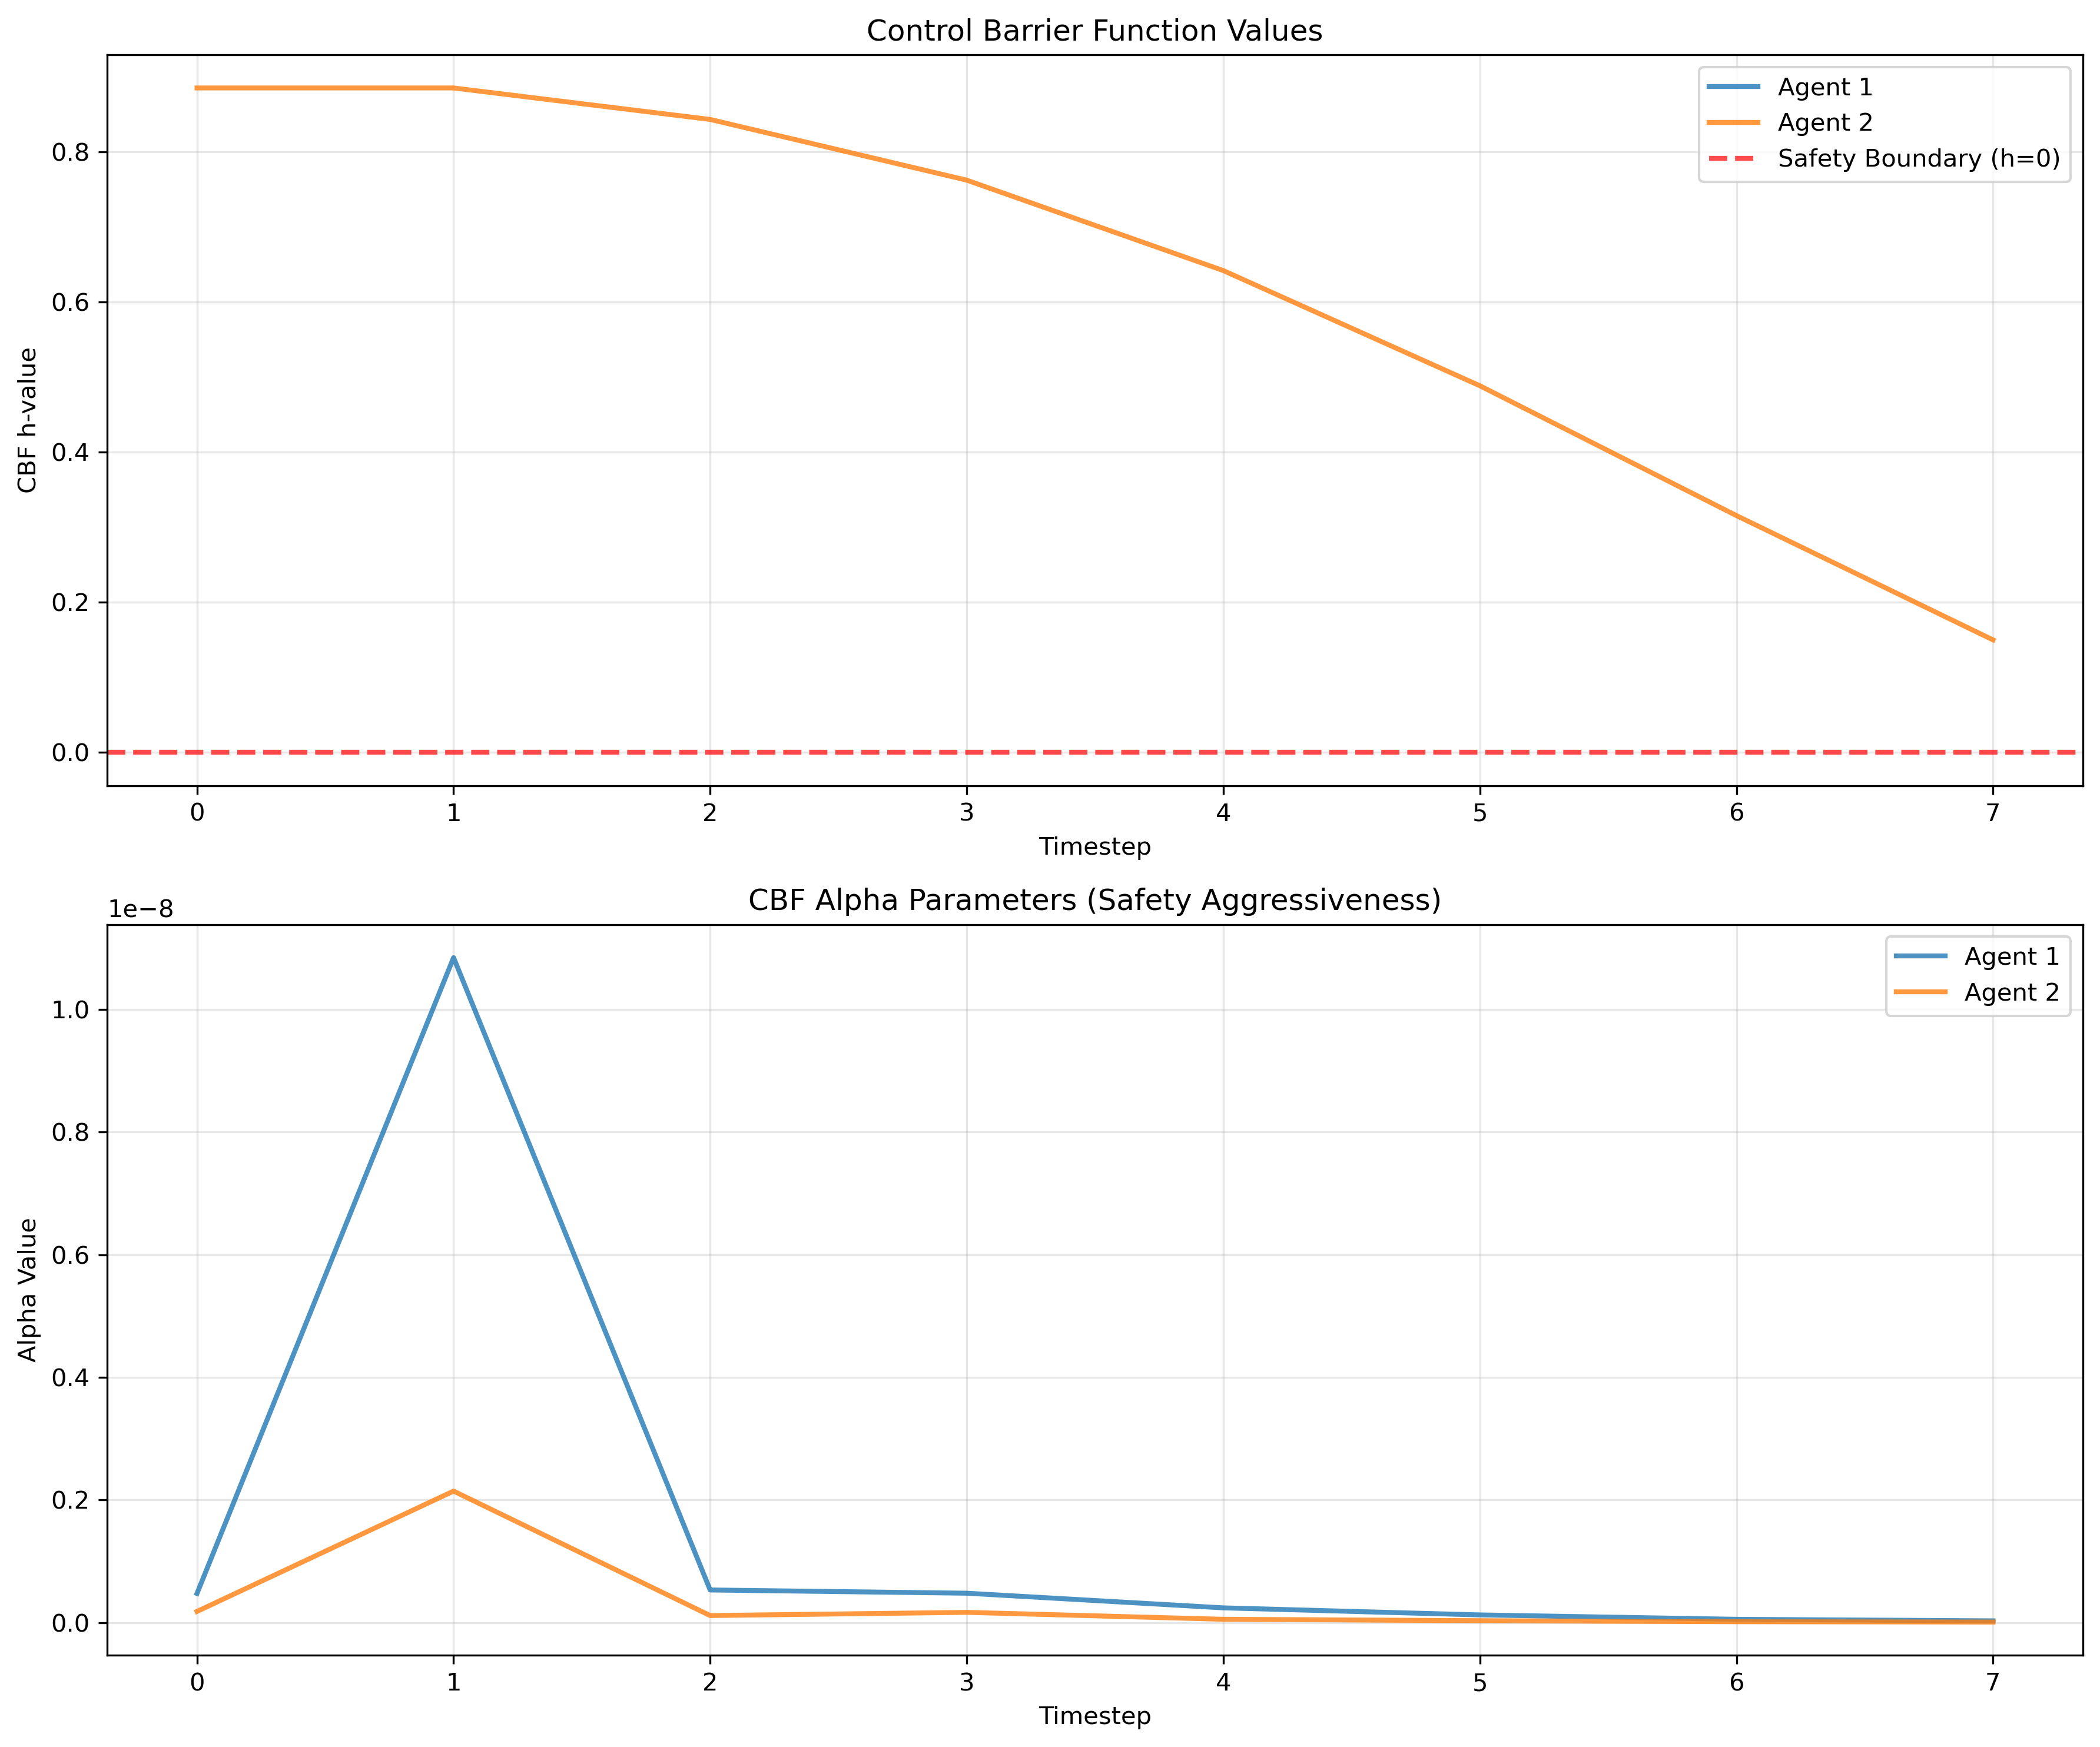 Control Barrier Function Values
Agent 1
Agent 2
Safety Boundary (h=0)
CBF h-value
0.8
0.6
0.4
0.2
0.0
0 1 2 3 4 5 6 7
Timestep
CBF Alpha Parameters (Safety Aggressiveness)
1e−8
Agent 1
Agent 2
Alpha Value
1.0
0.8
0.6
0.4
0.2
0.0
0 1 2 3 4 5 6 7
Timestep